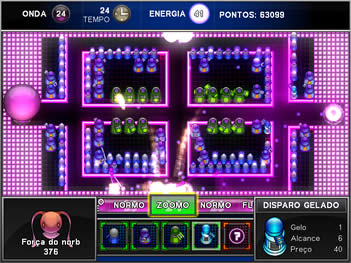 ONDA 24 24 TEMPO ENERGIA 41 PONTOS: 63099
NORMO ZOOMO NORMO FL
Força do norb
376
?
DISPARO GELADO
Gelo 1
Alcance 6
Preço 40